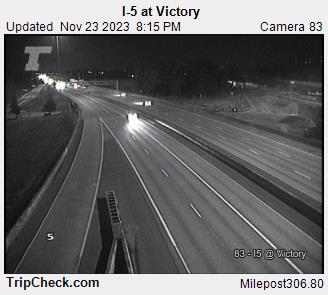 I-5 at Victory
Updated Nov 23 2023 8:15 PM Camera 83
T
S
83 - I5 @ Victory
TripCheck.com Milepost306.80